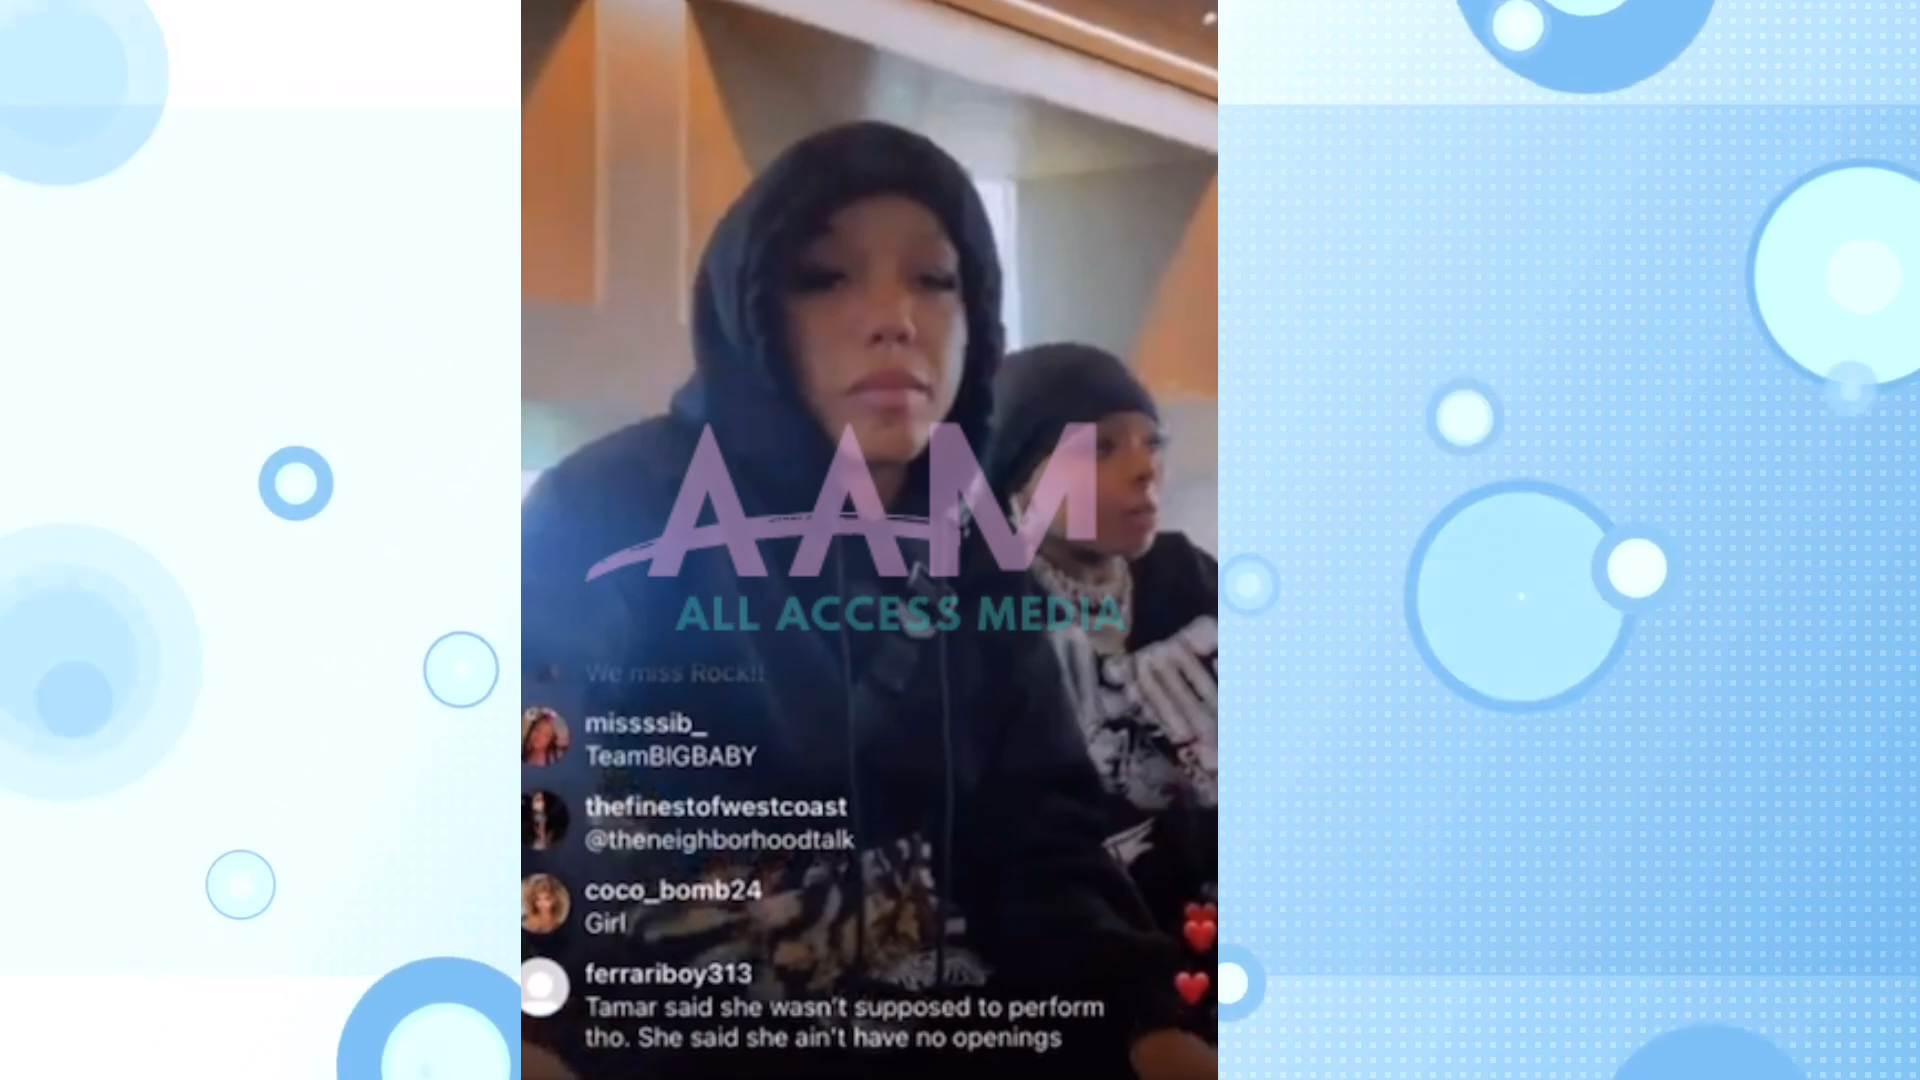 AAM
ALL ACCESS MEDIA
We miss Rock!!
missssib_
TeamBIGBABY
thefinestofwestcoast
@theneighborhoodtalk
coco_bomb24
Girl
ferrariboy313
Tamar said she wasn't supposed to perform
tho. She said she ain't have no openings